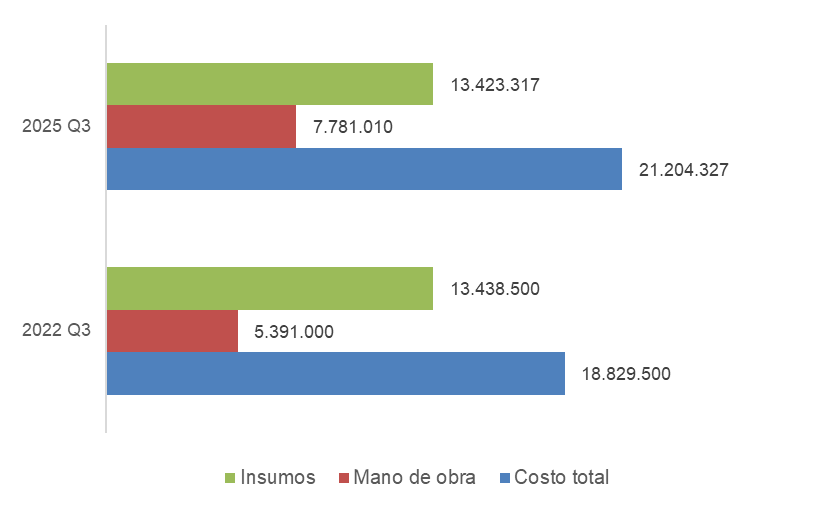 13.423.317
2025 Q3
7.781.010
21.204.327
13.438.500
2022 Q3
5.391.000
18.829.500
Insumos Mano de obra Costo total